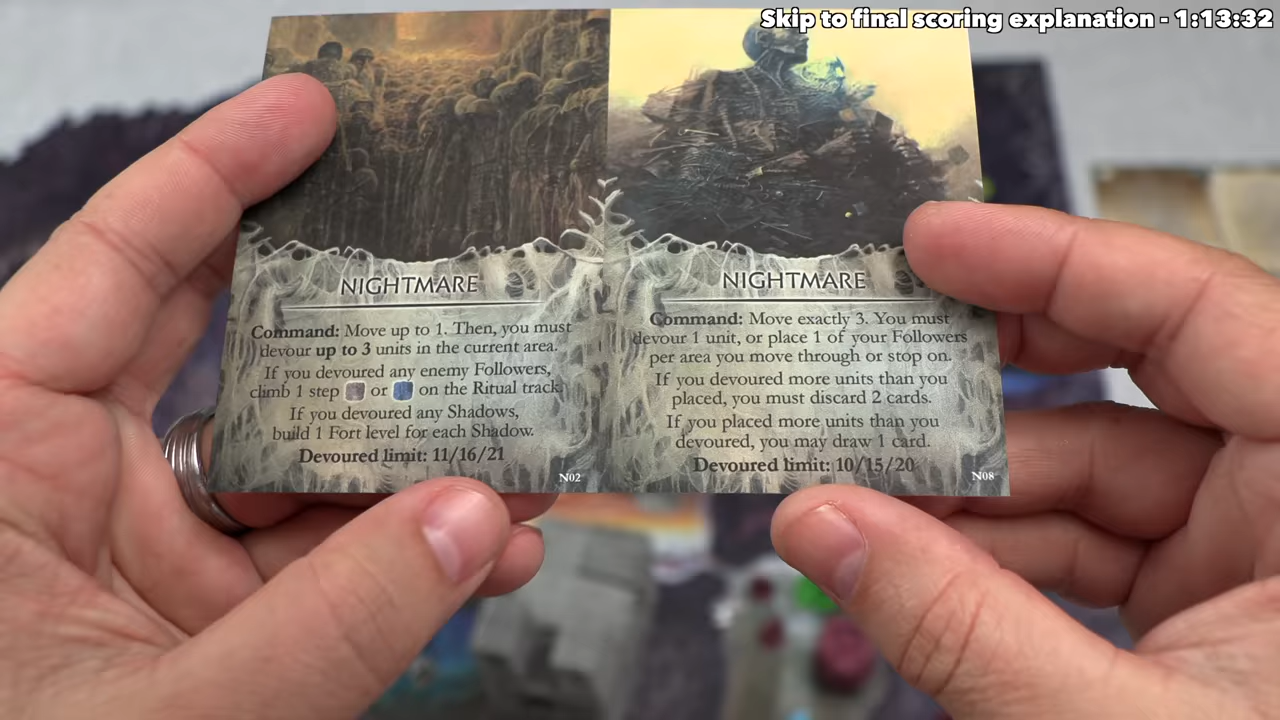 Skip to final scoring explanation - 1:13:32
NIGHTMARE
Command: Move up to 1. Then, you must
devour up to 3 units in the current area.
If you devoured any enemy Followers,
climb 1 step or on the Ritual track.
If you devoured any Shadows,
build 1 Fort level for each Shadow.
Devoured limit: 11/16/21
N02
NIGHTMARE
Command: Move exactly 3. You must
devour 1 unit, or place 1 of your Followers
per area you move through or stop on.
If you devoured more units than you
placed, you must discard 2 cards.
If you placed more units than you
devoured, you may draw 1 card.
Devoured limit: 10/15/20
N08